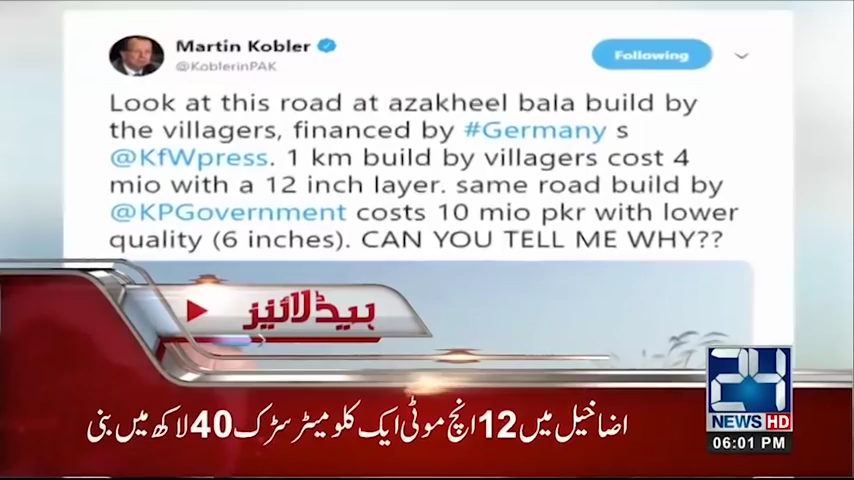 Martin Kobler
@KoblerinPAK
Following
Look at this road at azakheel bala build by
the villagers, financed by #Germany s
@KfWpress. 1 km build by villagers cost 4
mio with a 12 inch layer. same road build by
@KPGovernment costs 10 mio pkr with lower
quality (6 inches). CAN YOU TELL ME WHY??
ہیڈلائنز
اضاخیل میں 12 انچ موٹی ایک کلومیٹر سڑک 40 لاکھ میں بنی
24
NEWS HD
06:01 PM